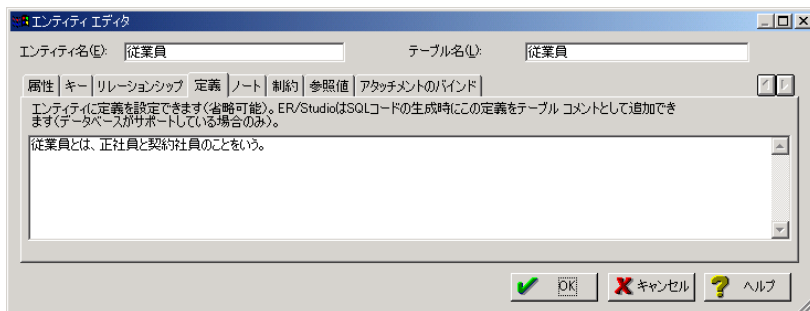 エンティティ エディタ
エンティティ名(E): 従業員 テーブル名(L): 従業員
属性 キー リレーションシップ 定義 ノート 制約 参照値 アタッチメントのバインド
エンティティに定義を設定できます(省略可能)。ER/StudioはSQLコードの生成時にこの定義をテーブル コメントとして追加でき
ます(データベースがサポートしている場合のみ)。
従業員とは、正社員と契約社員のことをいう。
OK キャンセル ヘルプ